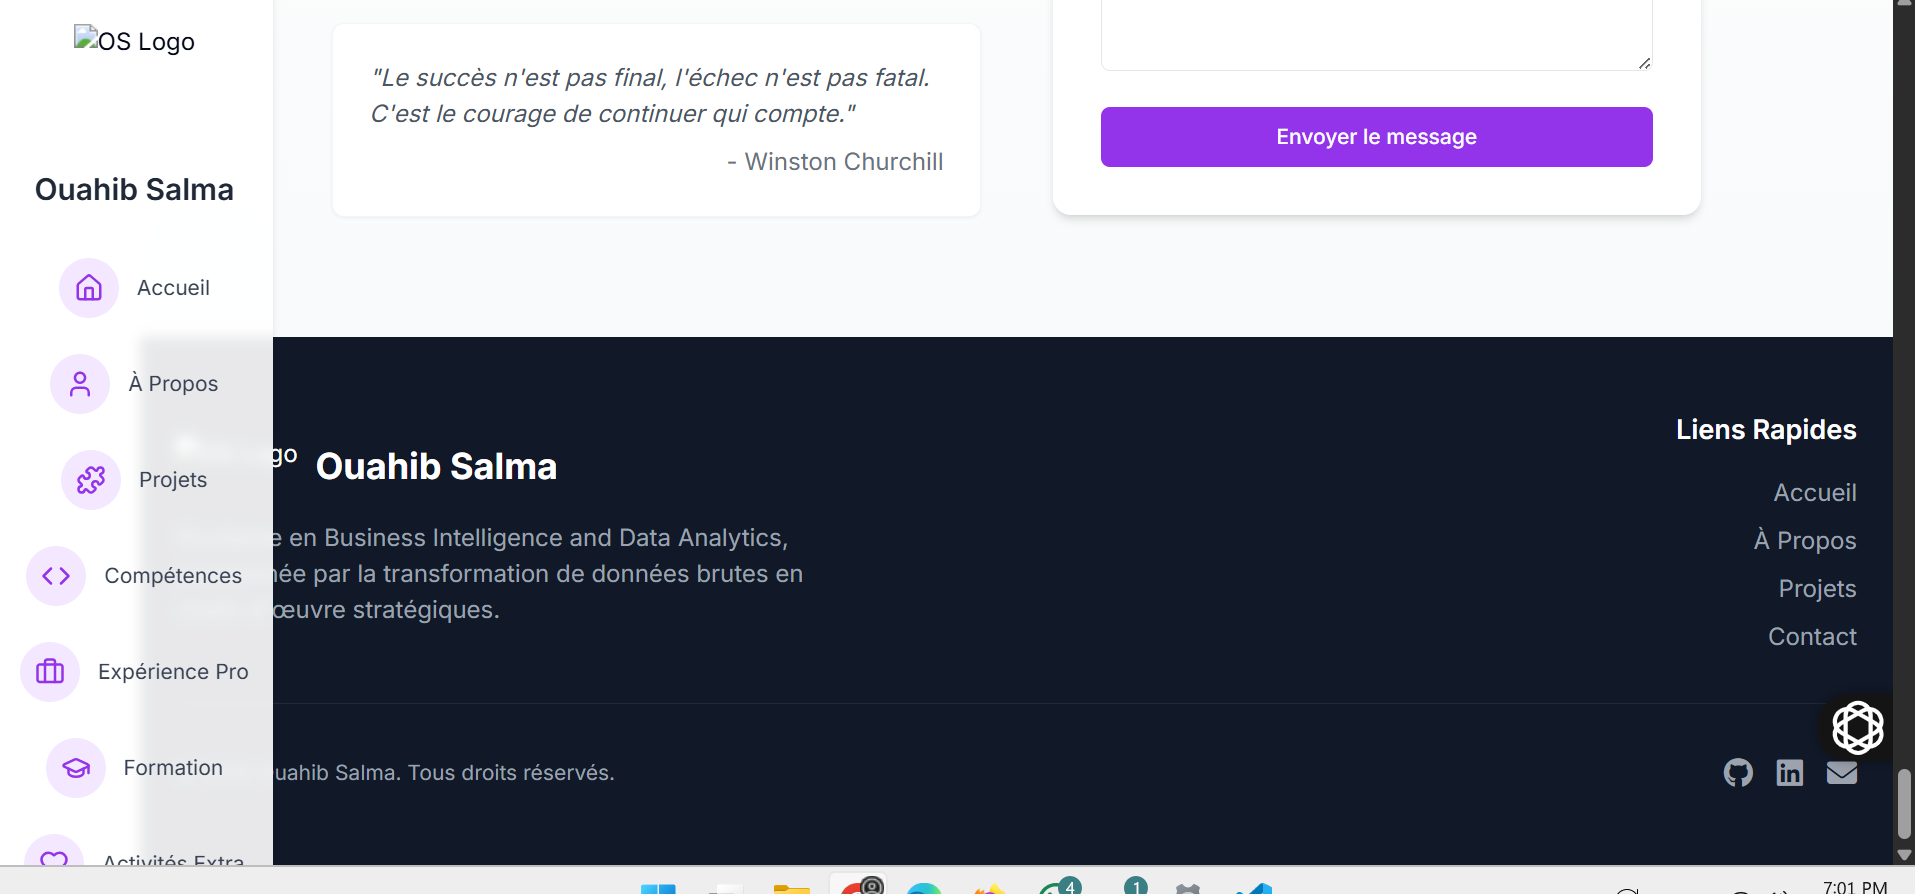 OS Logo
Ouahib Salma
Accueil
À Propos
Projets
Compétences
Expérience Pro
Formation
Activités Extra
"Le succès n'est pas final, l'échec n'est pas fatal.
C'est le courage de continuer qui compte."
- Winston Churchill
Envoyer le message
Ouahib Salma
en Business Intelligence and Data Analytics,
par la transformation de données brutes en
œuvre stratégiques.
Liens Rapides
Accueil
À Propos
Projets
Contact
Ouahib Salma. Tous droits réservés.
4
1
7:01 PM